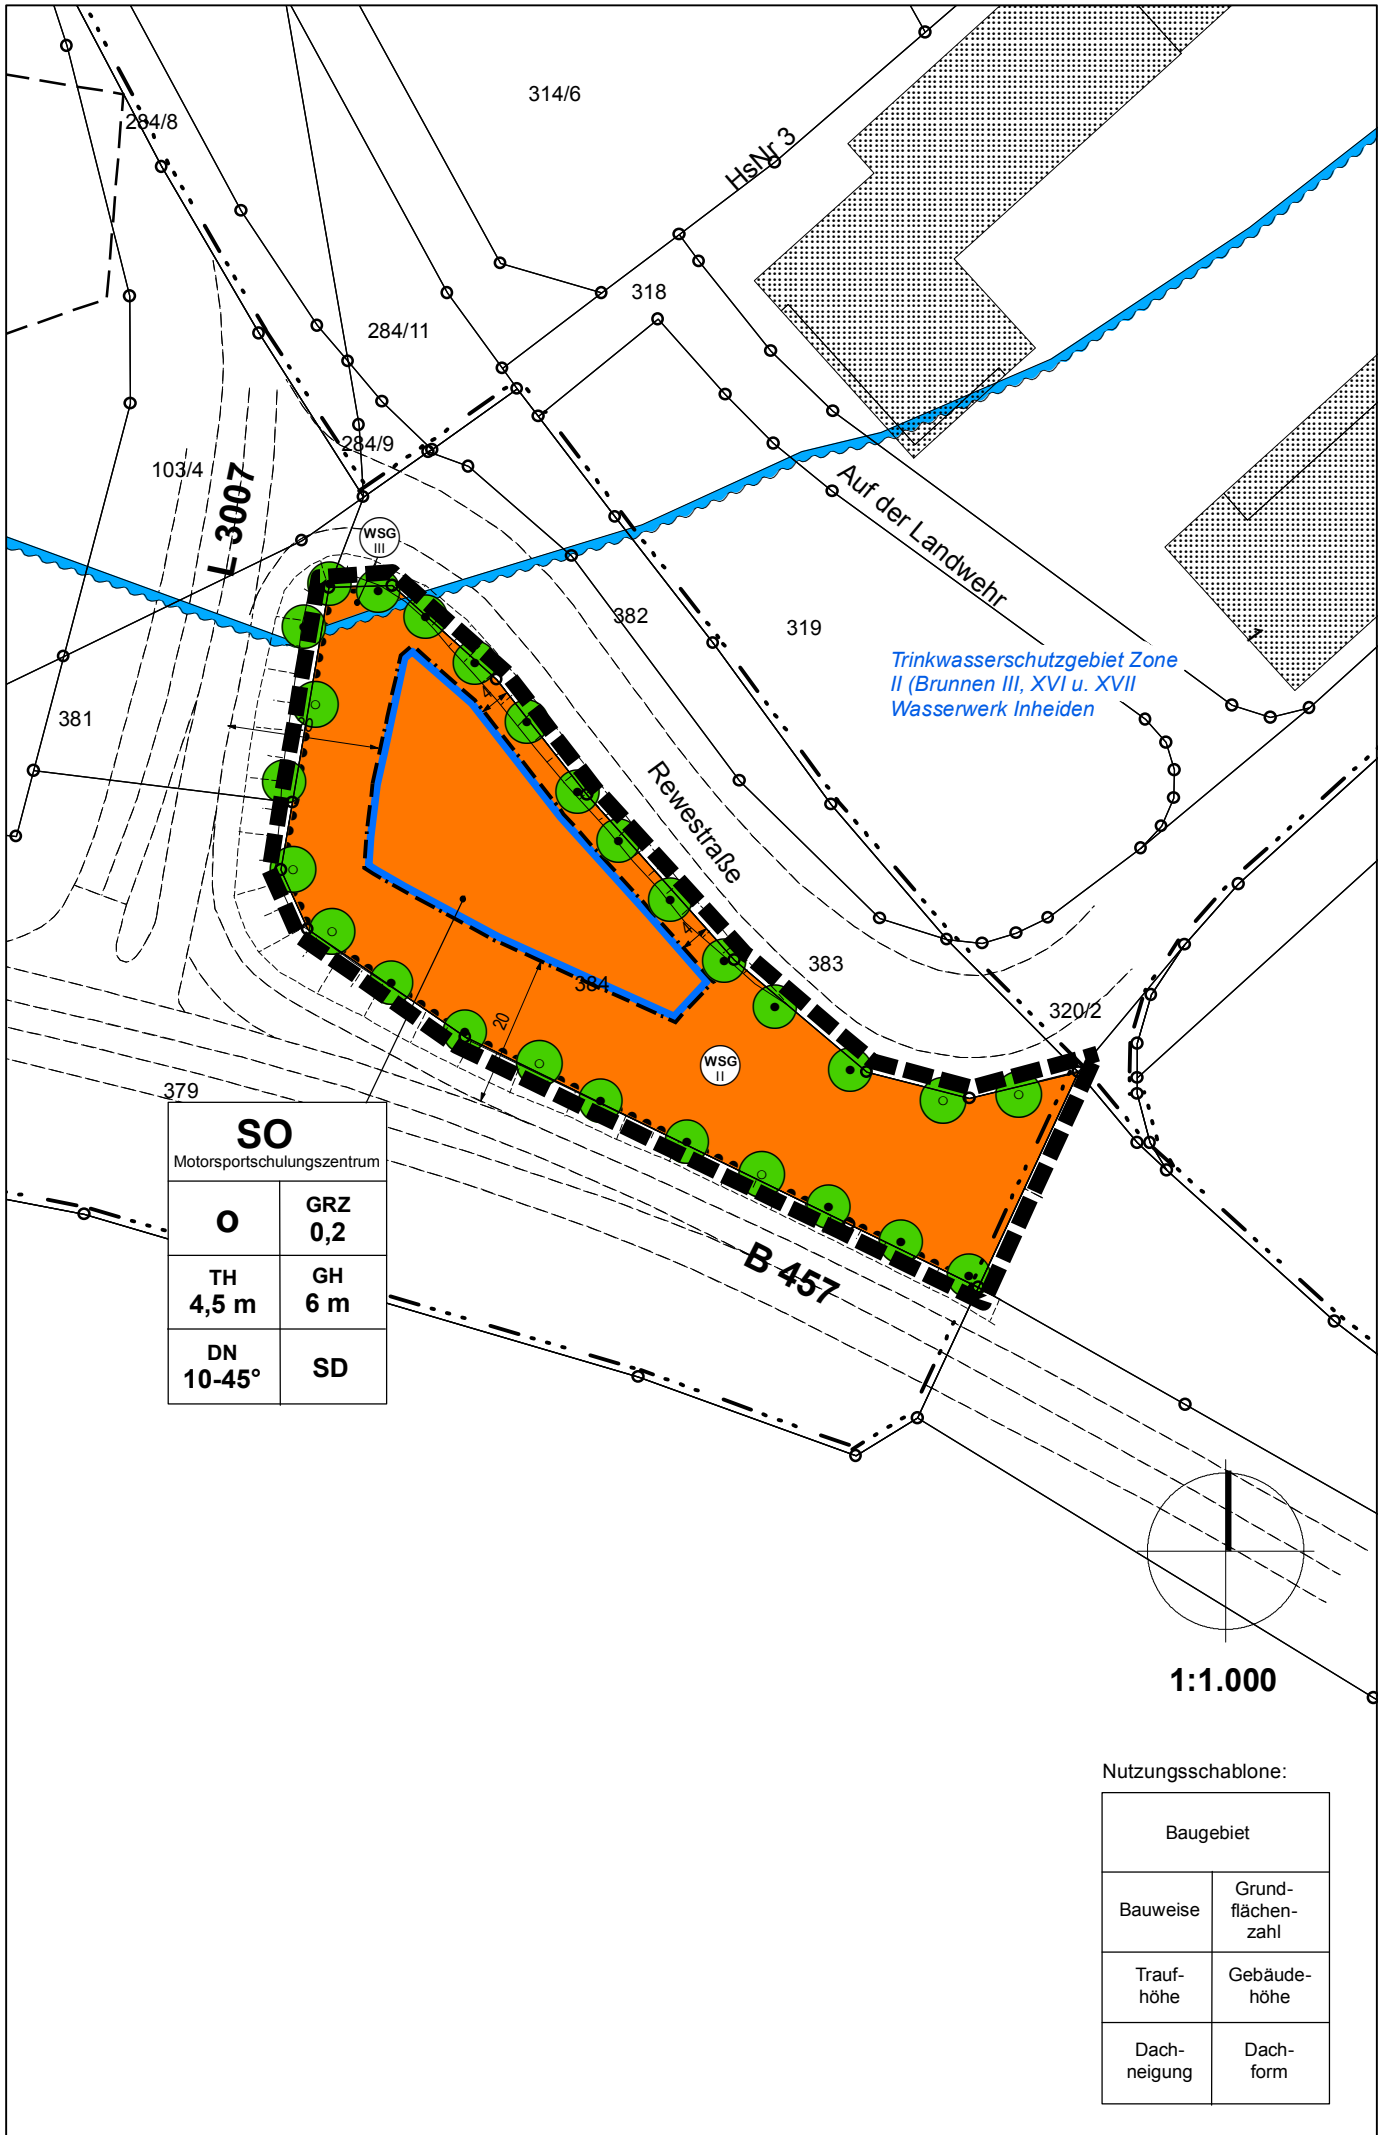 314/6
284/8
HsNr 3
318
284/11
284/9
103/4
L 3007
WSG
III
Auf der Landwehr
382
319
1
Trinkwasserschutzgebiet Zone
II (Brunnen III, XVI u. XVII
Wasserwerk Inheiden
381
4
Rewestraße
4
383
384
20
320/2
WSG
II
379
SO
Motorsportschulungszentrum
o
GRZ
0,2
TH
4,5 m
GH
6 m
DN
10-45°
SD
B 457
1:1.000
Nutzungsschablone:
Baugebiet
Bauweise
Grund-
flächen-
zahl
Trauf-
höhe
Gebäude-
höhe
Dach-
neigung
Dach-
form